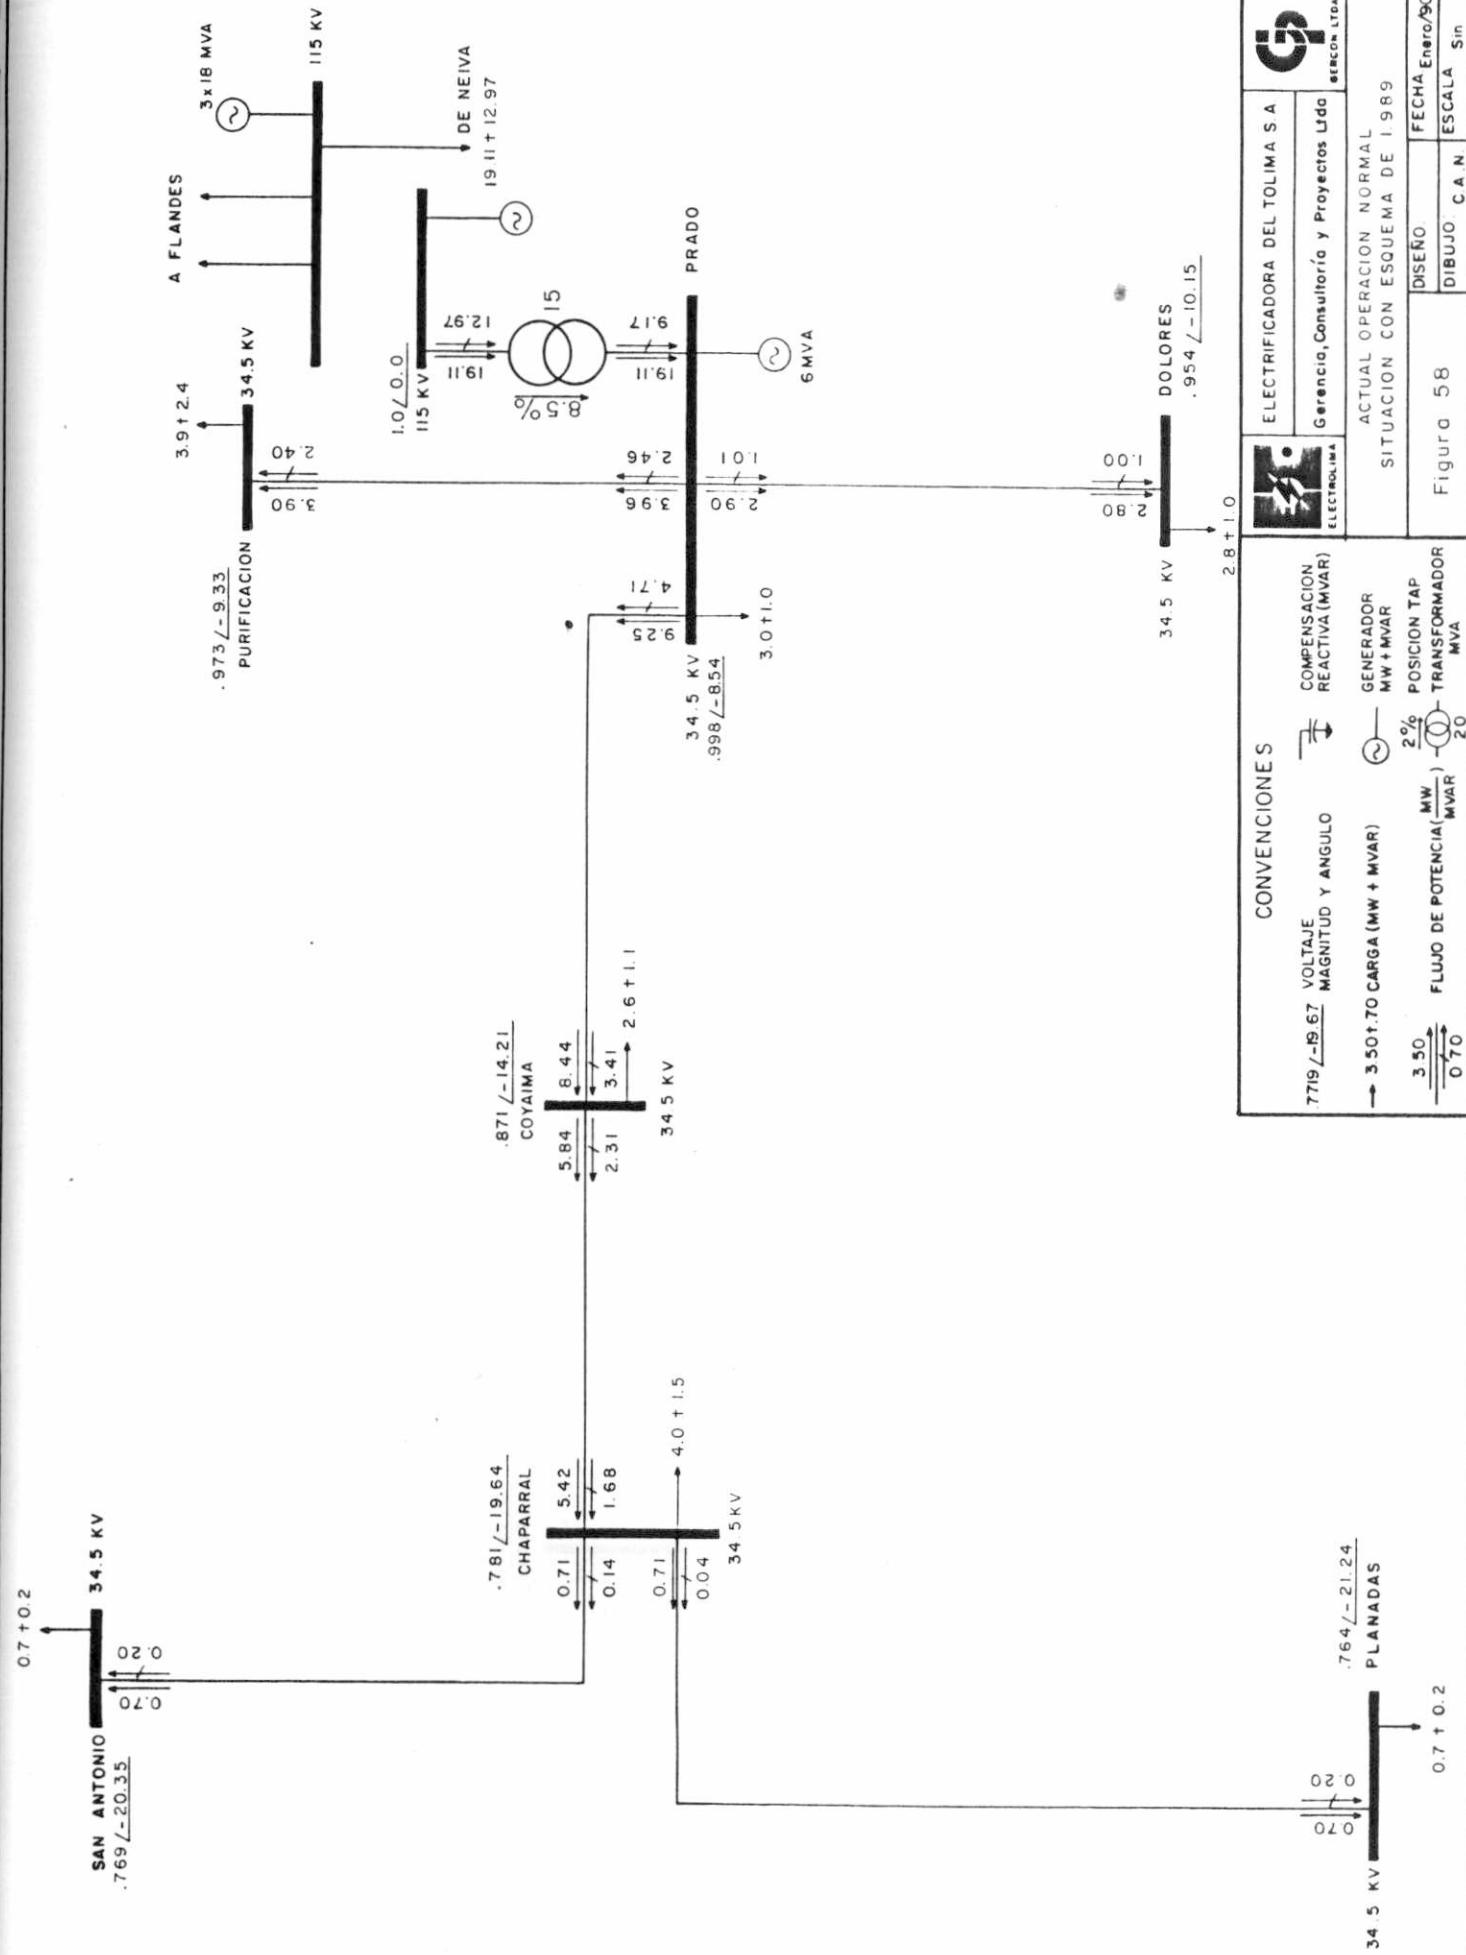 0.7 + 0.2
34.5 KV
SAN ANTONIO
.769 /-20.35
0.70
0.20
.781 /-19.64
CHAPARRAL
5.42
1.68
0.71
0.14
0.71
0.04
4.0 + 1.5
34.5 KV
.764 /-21.24
PLANADAS
0.70
0.20
34.5 KV
0.7 + 0.2
.871 /-14.21
COYAIMA
8.44
3.41
5.84
2.31
2.6 + 1.1
34 5 KV
3.9 + 2.4
34.5 KV
.973 /-9.33
PURIFICACION
3.90
2.40
A FLANDES
3x18 MVA
115 KV
DE NEIVA
19.11 + 12.97
1.0 / 0.0
115 KV
19.11
12.97
8.5%
15
19.11
9.17
PRADO
6 MVA
3.96
2.46
2.90
1.01
9.25
4.71
34.5 KV
.998 /-8.54
3.0 + 1.0
2.80
1.00
DOLORES
.954 /-10.15
34.5 KV
2.8 + 1.0
CONVENCIONES
.7719 /-19.67 VOLTAJE
MAGNITUD Y ANGULO
COMPENSACION
REACTIVA (MVAR)
3.50+.70 CARGA (MW + MVAR)
GENERADOR
MW + MVAR
3 50
0 70
FLUJO DE POTENCIA (MW/MVAR)
2%
POSICION TAP
TRANSFORMADOR
MVA
20
ELECTROLIMA
ELECTRIFICADORA DEL TOLIMA S.A
Gerencia, Consultoría y Proyectos Ltda
GERCON LTDA
ACTUAL OPERACION NORMAL
SITUACION CON ESQUEMA DE 1.989
Figura 58
DISEÑO.
FECHA Enero/90
DIBUJO: C.A.N.
ESCALA Sin